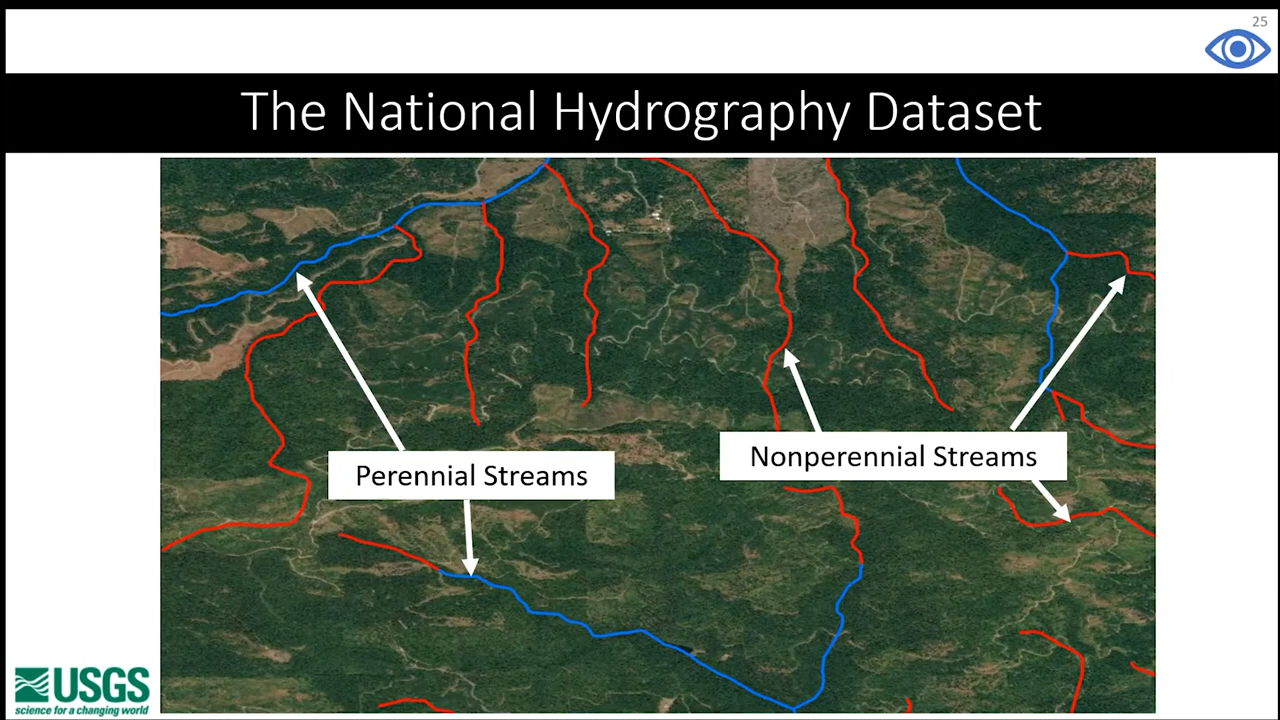 25
The National Hydrography Dataset
Perennial Streams
Nonperennial Streams
USGS
science for a changing world